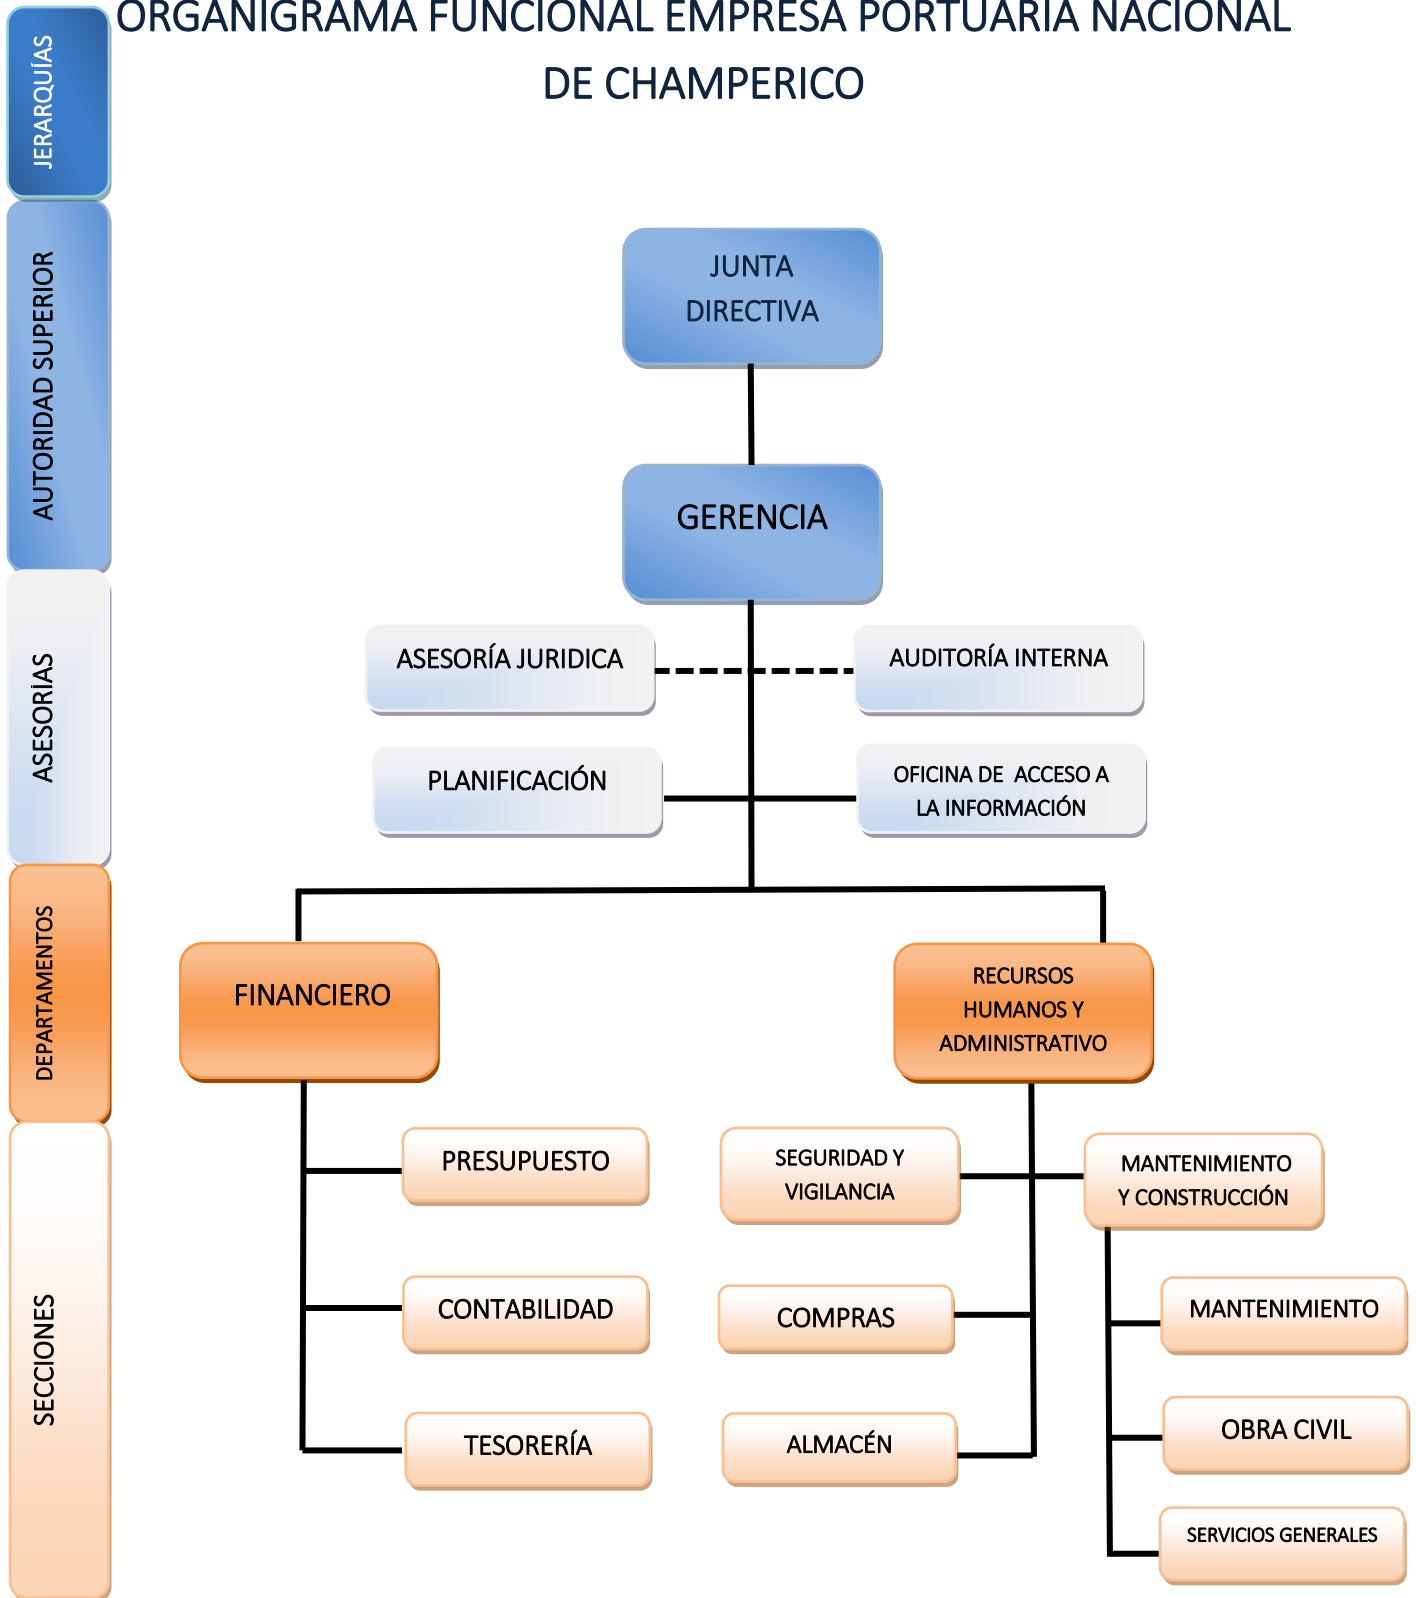 ORGANIGRAMA FUNCIONAL EMPRESA PORTUARIA NACIONAL
DE CHAMPERICO
JERARQUÍAS
AUTORIDAD SUPERIOR
ASESORÍAS
DEPARTAMENTOS
SECCIONES
JUNTA
DIRECTIVA
GERENCIA
ASESORÍA JURIDICA
AUDITORÍA INTERNA
PLANIFICACIÓN
OFICINA DE ACCESO A
LA INFORMACIÓN
FINANCIERO
RECURSOS
HUMANOS Y
ADMINISTRATIVO
PRESUPUESTO
CONTABILIDAD
TESORERÍA
SEGURIDAD Y
VIGILANCIA
COMPRAS
ALMACÉN
MANTENIMIENTO
Y CONSTRUCCIÓN
MANTENIMIENTO
OBRA CIVIL
SERVICIOS GENERALES